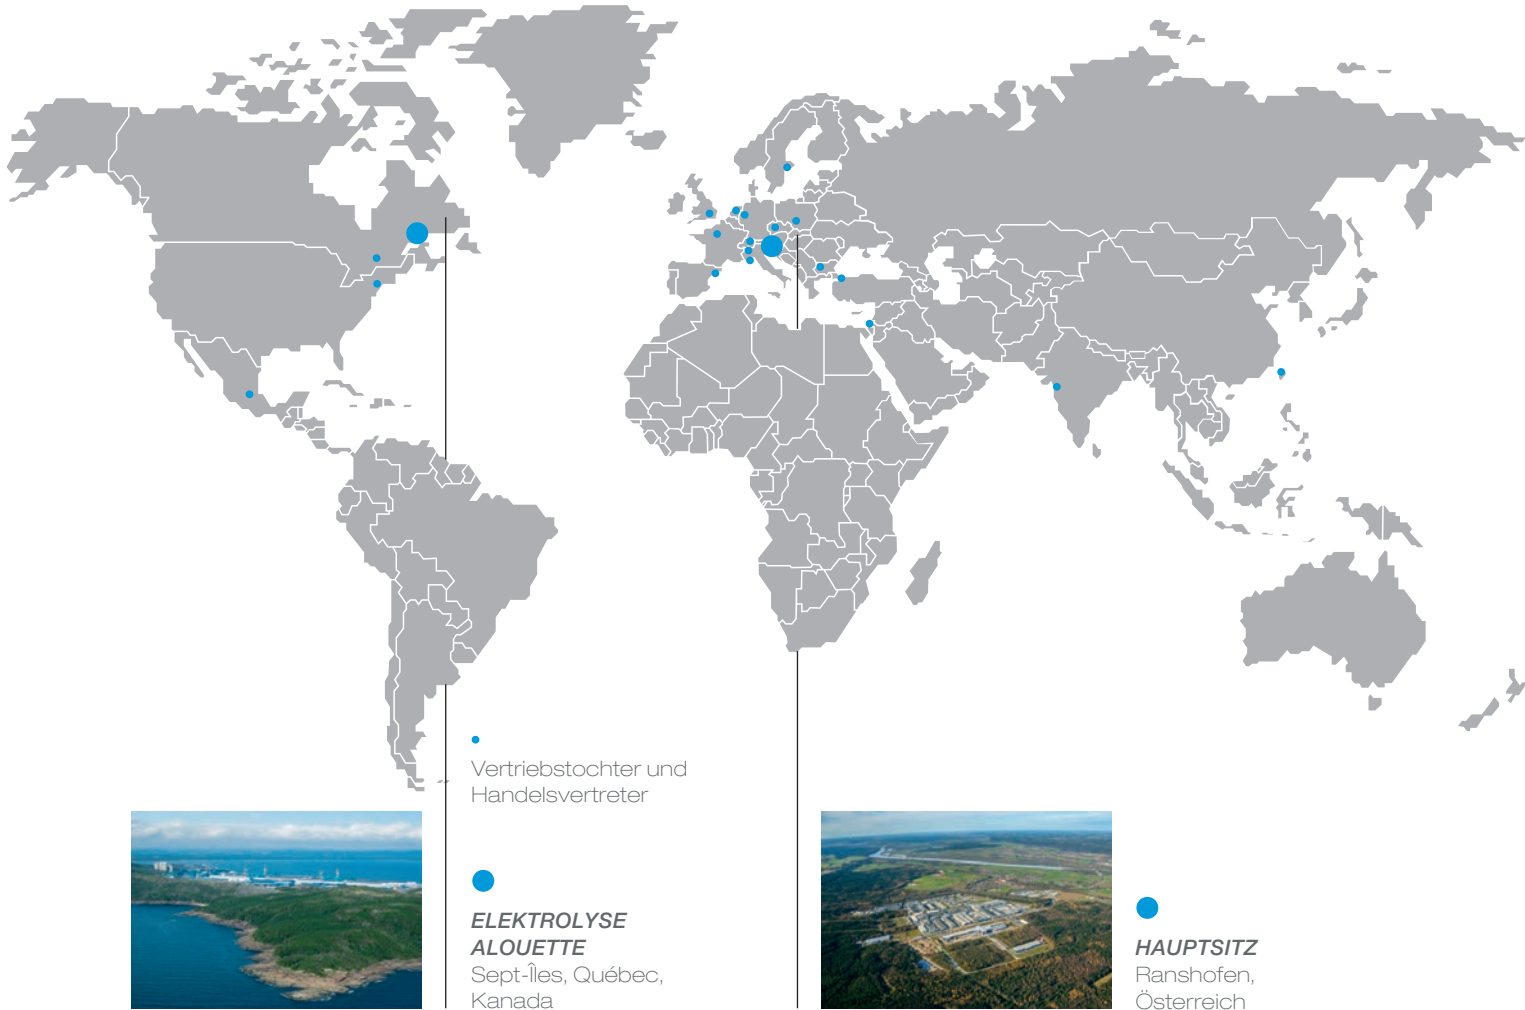 Vertriebstochter und
Handelsvertreter
ELEKTROLYSE
ALOUETTE
Sept-Îles, Québec,
Kanada
HAUPTSITZ
Ranshofen,
Österreich